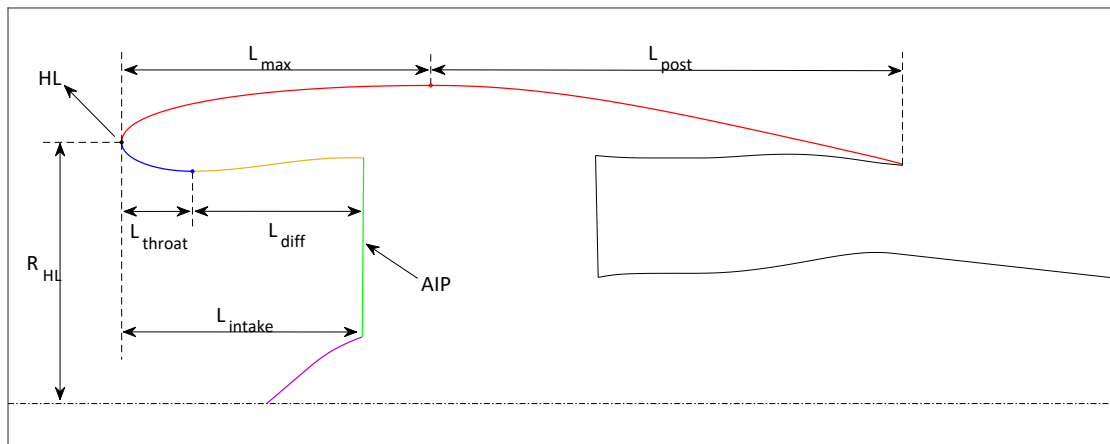 L max
L post
HL
L throat
L diff
R HL
AIP
L intake